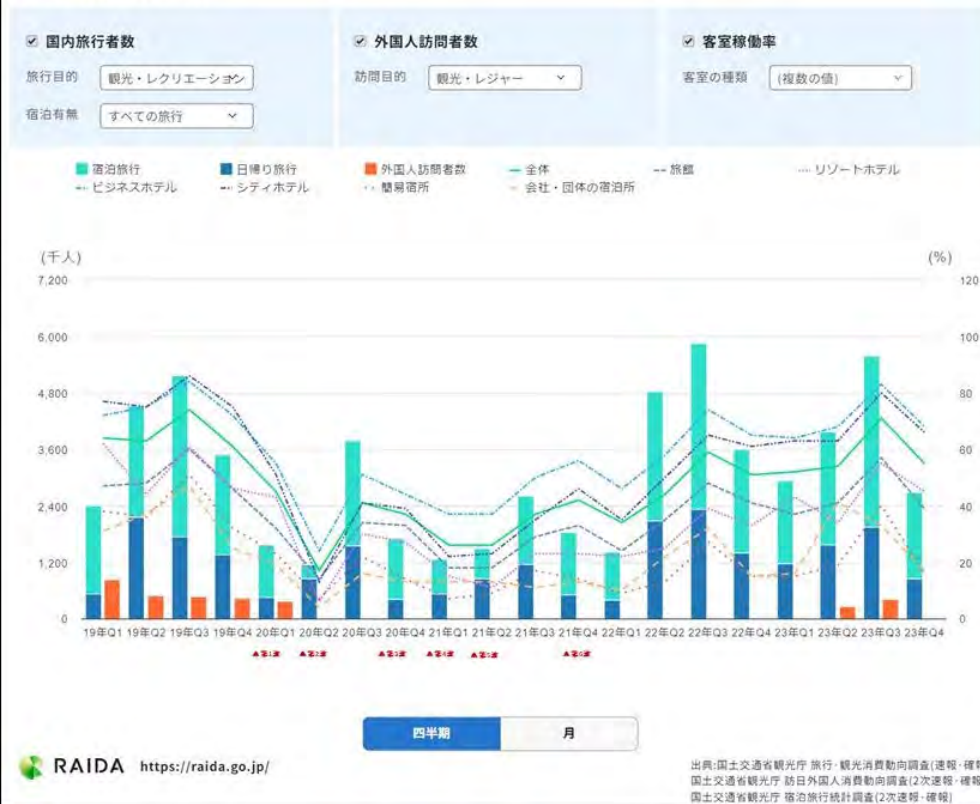 国内旅行者数 外国人訪問者数 客室稼働率
旅行目的 観光・レクリエーション 訪問目的 観光・レジャー 客室の種類 (複数の値)
宿泊有無 すべての旅行
宿泊旅行 日帰り旅行 外国人訪問者数 全体 旅館 リゾートホテル
ビジネスホテル シティホテル 簡易宿所 会社・団体の宿泊所
(千人) (%)
7,200 120
6,000 100
4,800 80
3,600 60
2,400 40
1,200 20
0 0
19年Q1 19年Q2 19年Q3 19年Q4 20年Q1 20年Q2 20年Q3 20年Q4 21年Q1 21年Q2 21年Q3 21年Q4 22年Q1 22年Q2 22年Q3 22年Q4 23年Q1 23年Q2 23年Q3 23年Q4
四半期 月
RAIDA https://raida.go.jp/
出典:国土交通省観光庁 旅行・観光消費動向調査(速報・確報
国土交通省観光庁 訪日外国人消費動向調査(2次速報・確報
国土交通省観光庁 宿泊旅行統計調査(2次速報・確報)